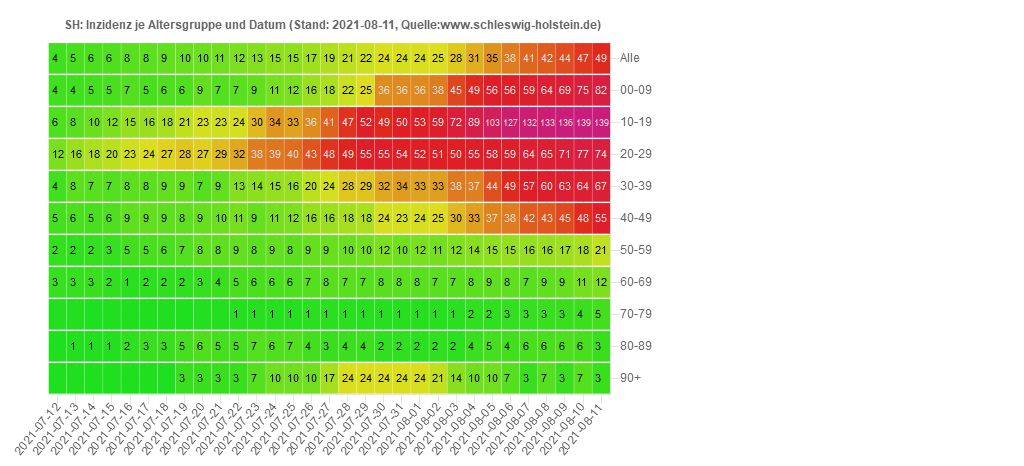 SH: Inzidenz je Altersgruppe und Datum (Stand: 2021-08-11, Quelle:www.schleswig-holstein.de)
4 5 6 6 8 8 9 10 10 11 12 13 15 15 17 19 21 22 24 24 24 25 28 31 35 38 41 42 44 47 49 Alle
4 4 5 5 7 5 6 6 9 7 7 9 11 12 16 18 22 25 36 36 36 38 45 49 56 56 59 64 69 75 82 00-09
6 8 10 12 15 16 18 21 23 23 24 30 34 33 36 41 47 52 49 50 53 59 72 89 103 127 132 133 136 139 139 10-19
12 16 18 20 23 24 27 28 27 29 32 38 39 40 43 48 49 55 55 54 52 51 50 55 58 59 64 65 71 77 74 20-29
4 8 7 7 8 8 9 9 7 9 13 14 15 16 20 24 28 29 32 34 33 33 38 37 44 49 57 60 63 64 67 30-39
5 6 5 6 9 9 9 8 9 10 11 9 11 12 16 16 18 18 24 23 24 25 30 33 37 38 42 43 45 48 55 40-49
2 2 2 3 5 5 6 7 8 8 9 8 9 8 9 9 10 10 12 10 12 11 12 14 15 15 16 16 17 18 21 50-59
3 3 3 2 1 2 2 2 3 4 5 6 6 6 7 8 7 7 8 8 8 7 7 8 9 8 7 9 9 11 12 60-69
1 1 1 1 1 1 1 1 1 1 1 1 1 2 2 3 3 3 3 4 5 70-79
1 1 1 2 3 3 5 6 5 5 7 6 7 4 3 4 4 2 2 2 2 2 4 5 4 6 6 6 6 3 80-89
3 3 3 3 7 10 10 10 17 24 24 24 24 24 21 14 10 10 7 3 7 3 7 3 90+
2021-07-12 2021-07-13 2021-07-14 2021-07-15 2021-07-16 2021-07-17 2021-07-18 2021-07-19 2021-07-20 2021-07-21 2021-07-22 2021-07-23 2021-07-24 2021-07-25 2021-07-26 2021-07-27 2021-07-28 2021-07-29 2021-07-30 2021-07-31 2021-08-01 2021-08-02 2021-08-03 2021-08-04 2021-08-05 2021-08-06 2021-08-07 2021-08-08 2021-08-09 2021-08-10 2021-08-11